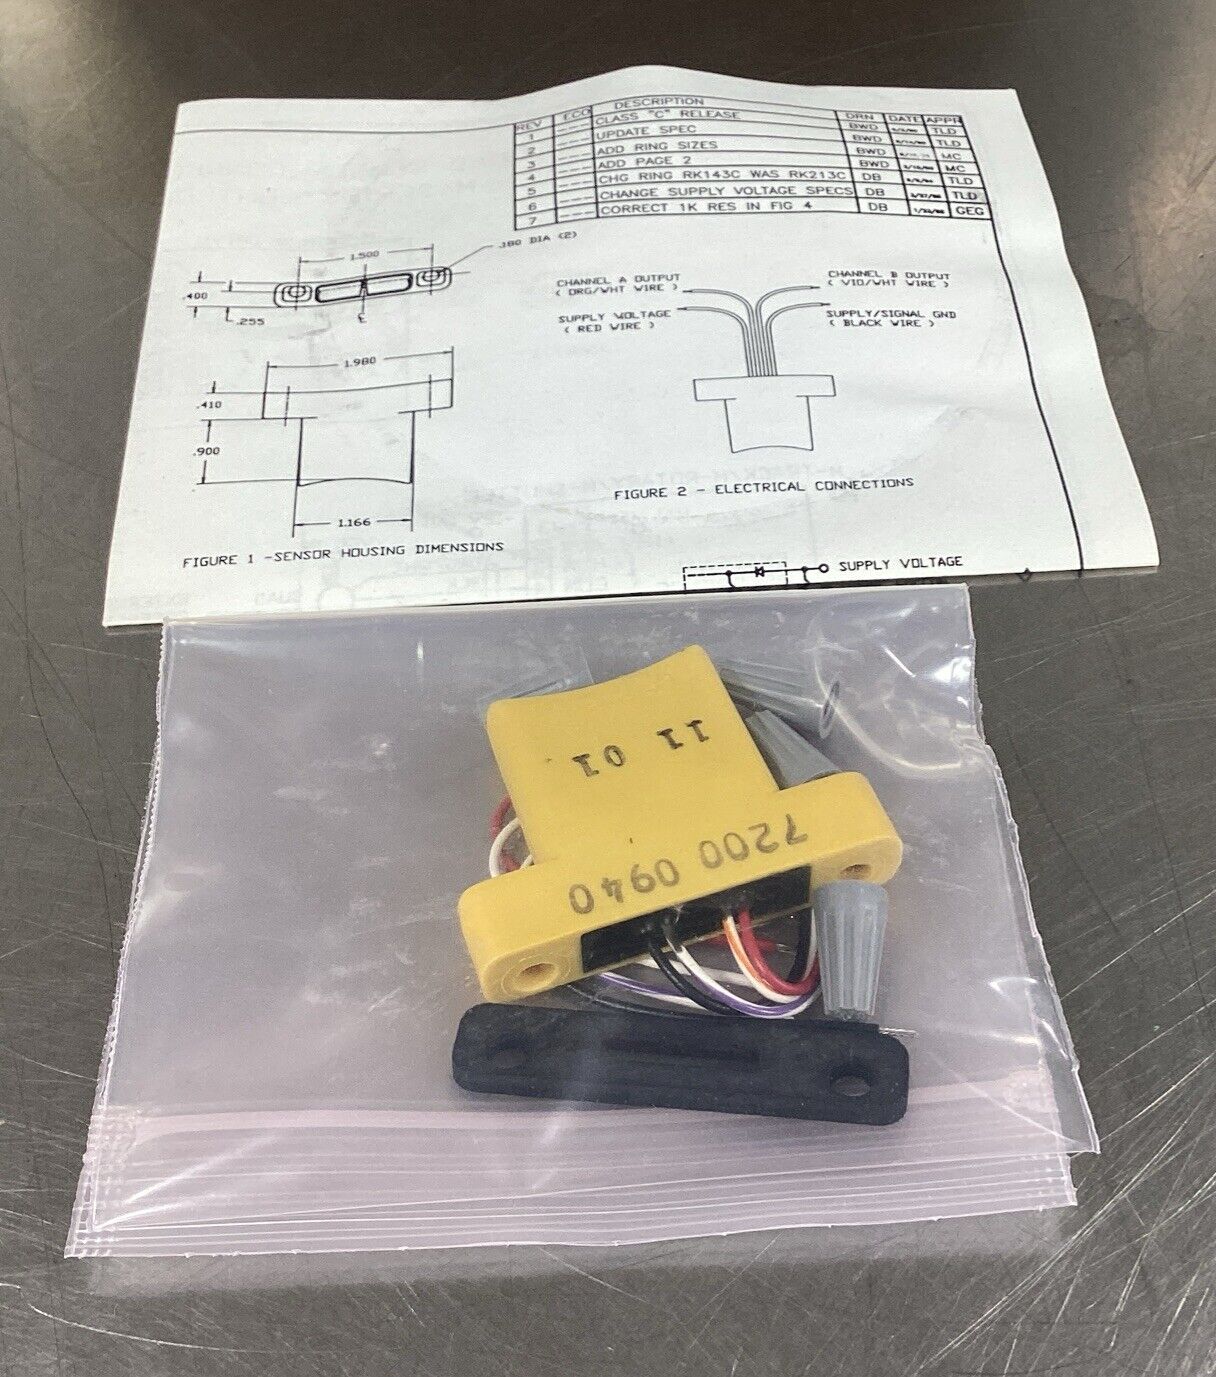 REV ECO DESCRIPTION DRN DATE APPR
1 --- CLASS "C" RELEASE BWD TLD
2 --- UPDATE SPEC BWD TLD
3 --- ADD RING SIZES BWD MC
4 --- ADD PAGE 2 BWD MC
5 --- CHG RING RK143C WAS RK213C DB TLD
6 --- CHANGE SUPPLY VOLTAGE SPECS DB TLD
7 --- CORRECT 1K RES IN FIG 4 DB GEG
1.500
.180 DIA (2)
.400
.255
1.980
.410
.900
1.166
FIGURE 1 -SENSOR HOUSING DIMENSIONS
CHANNEL A OUTPUT
( ORG/WHT WIRE )
SUPPLY VOLTAGE
( RED WIRE )
CHANNEL B OUTPUT
( VIO/WHT WIRE )
SUPPLY/SIGNAL GND
( BLACK WIRE )
FIGURE 2 - ELECTRICAL CONNECTIONS
SUPPLY VOLTAGE
11 01
7200 0940